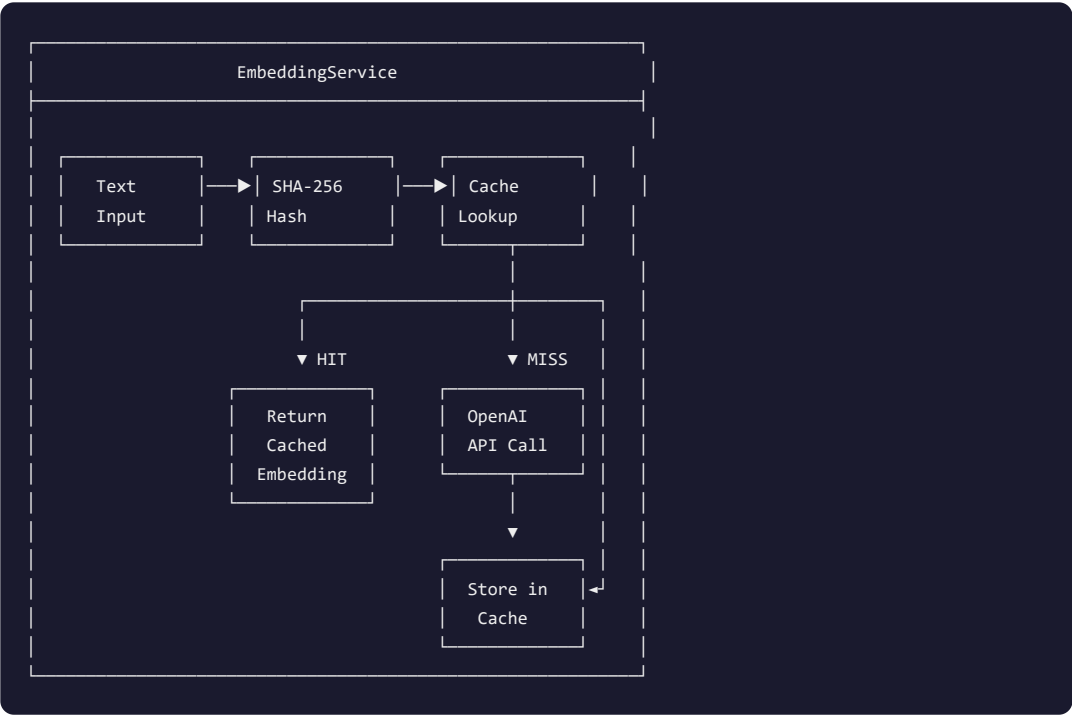 EmbeddingService
Text SHA-256 Cache
Input Hash Lookup
▼ HIT ▼ MISS
Return OpenAI
Cached API Call
Embedding
▼
Store in
Cache